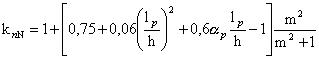 k_{nN} = 1 + [0,75 + 0,06(l_p/h)^2 + 0,6α_p l_p/h − 1] m^2/(m^2+1)